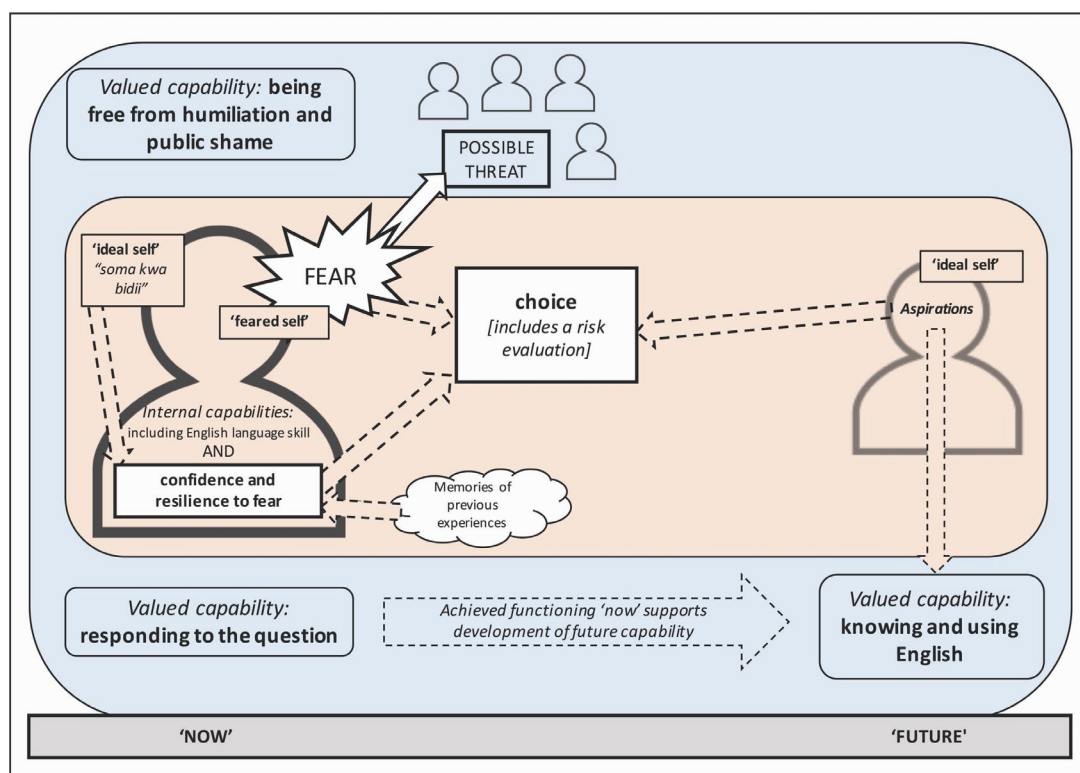 Valued capability: being
free from humiliation and
public shame
POSSIBLE
THREAT
'ideal self'
"soma kwa
bidii"
FEAR
'feared self'
choice
[includes a risk
evaluation]
'ideal self'
Aspirations
Internal capabilities:
including English language skill
AND
confidence and
resilience to fear
Memories of
previous
experiences
Valued capability:
responding to the question
Achieved functioning 'now' supports
development of future capability
Valued capability:
knowing and using
English
'NOW'
'FUTURE'